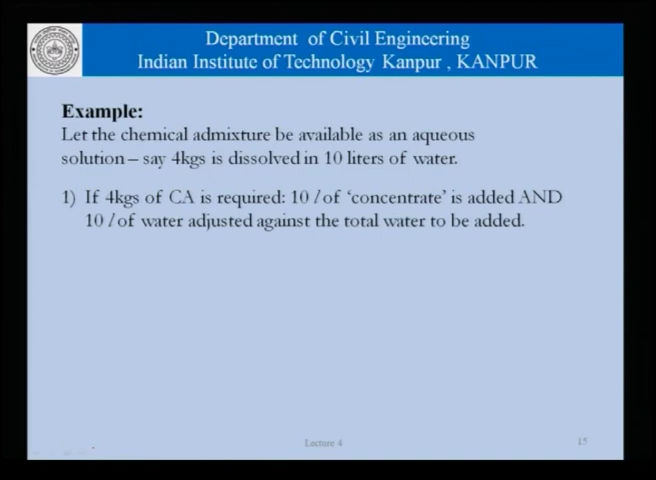 Department of Civil Engineering
Indian Institute of Technology Kanpur , KANPUR
Example:
Let the chemical admixture be available as an aqueous
solution – say 4kgs is dissolved in 10 liters of water.
1) If 4kgs of CA is required: 10 l of ‘concentrate’ is added AND
10 l of water adjusted against the total water to be added.
Lecture 4
15